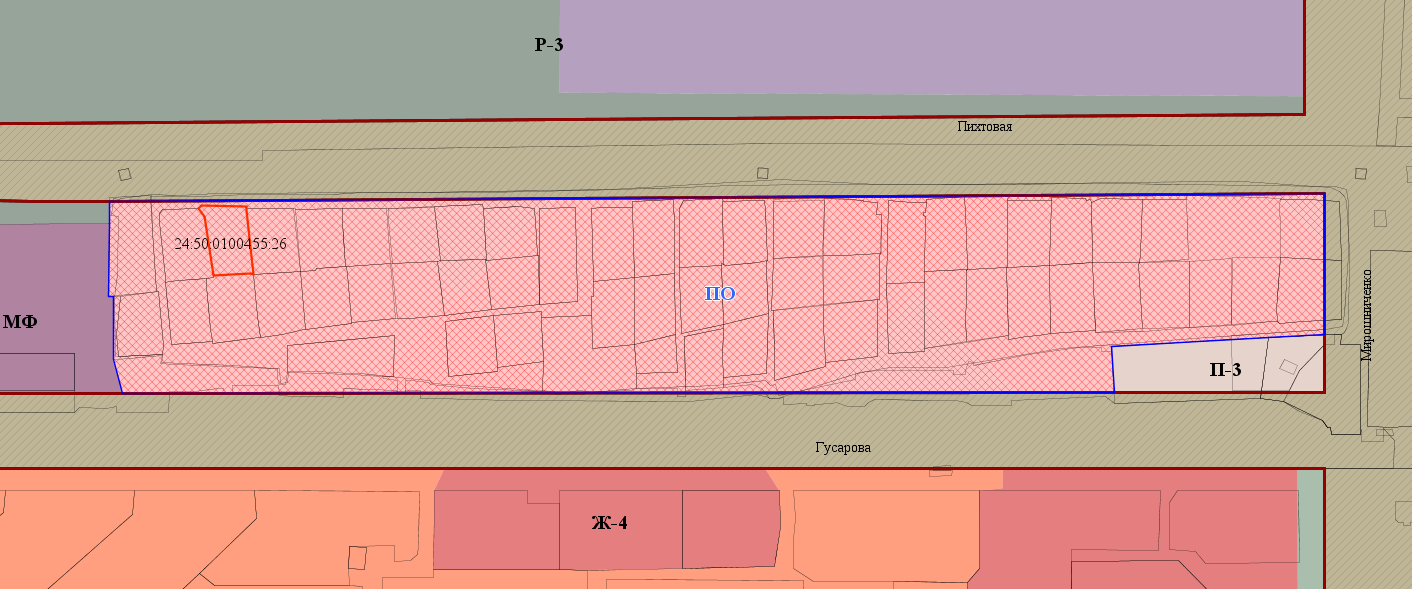 Р-3
Пихтовая
24:50:0100455:26
ПО
МФ
Мирошниченко
П-3
Гусарова
Ж-4